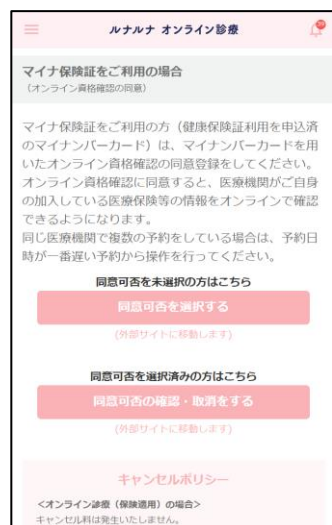 ルナルナ オンライン診療
マイナ保険証をご利用の場合
（オンライン資格確認の同意）
マイナ保険証をご利用の方（健康保険証利用を申込済
のマイナンバーカード）は、マイナンバーカードを用
いたオンライン資格確認の同意登録をしてください。
オンライン資格確認に同意すると、医療機関がご自身
の加入している医療保険等の情報をオンラインで確認
できるようになります。
同じ医療機関で複数の予約をしている場合は、予約日
時が一番遅い予約から操作を行ってください。
同意可否を未選択の方はこちら
同意可否を選択する
(外部サイトに移動します)
同意可否を選択済みの方はこちら
同意可否の確認・取消をする
(外部サイトに移動します)
キャンセルポリシー
＜オンライン診療（保険適用）の場合＞
キャンセル料は発生いたしません。